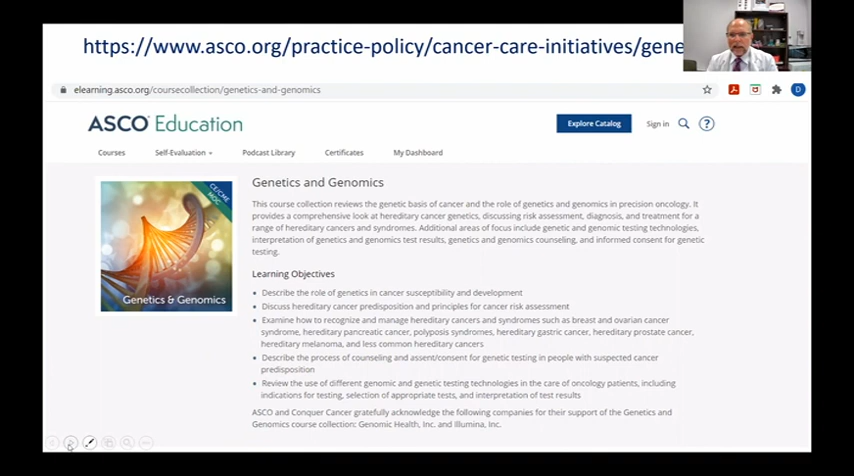 https://www.asco.org/practice-policy/cancer-care-initiatives/gene
elearning.asco.org/coursecollection/genetics-and-genomics
D
ASCO Education
Explore Catalog
Sign in
?
Courses
Self-Evaluation
Podcast Library
Certificates
My Dashboard
CE/CME
MOC
Genetics & Genomics
Genetics and Genomics
This course collection reviews the genetic basis of cancer and the role of genetics and genomics in precision oncology. It
provides a comprehensive look at hereditary cancer genetics, discussing risk assessment, diagnosis, and treatment for a
range of hereditary cancers and syndromes. Additional areas of focus include genetic and genomic testing technologies,
interpretation of genetics and genomics test results, genetics and genomics counseling, and informed consent for genetic
testing.
Learning Objectives
• Describe the role of genetics in cancer susceptibility and development
• Discuss hereditary cancer predisposition and principles for cancer risk assessment
• Examine how to recognize and manage hereditary cancers and syndromes such as breast and ovarian cancer
syndrome, hereditary pancreatic cancer, polyposis syndromes, hereditary gastric cancer, hereditary prostate cancer,
hereditary melanoma, and less common hereditary cancers
• Describe the process of counseling and assent/consent for genetic testing in people with suspected cancer
predisposition
• Review the use of different genomic and genetic testing technologies in the care of oncology patients, including
indications for testing, selection of appropriate tests, and interpretation of test results
ASCO and Conquer Cancer gratefully acknowledge the following companies for their support of the Genetics and
Genomics course collection: Genomic Health, Inc. and Illumina, Inc.